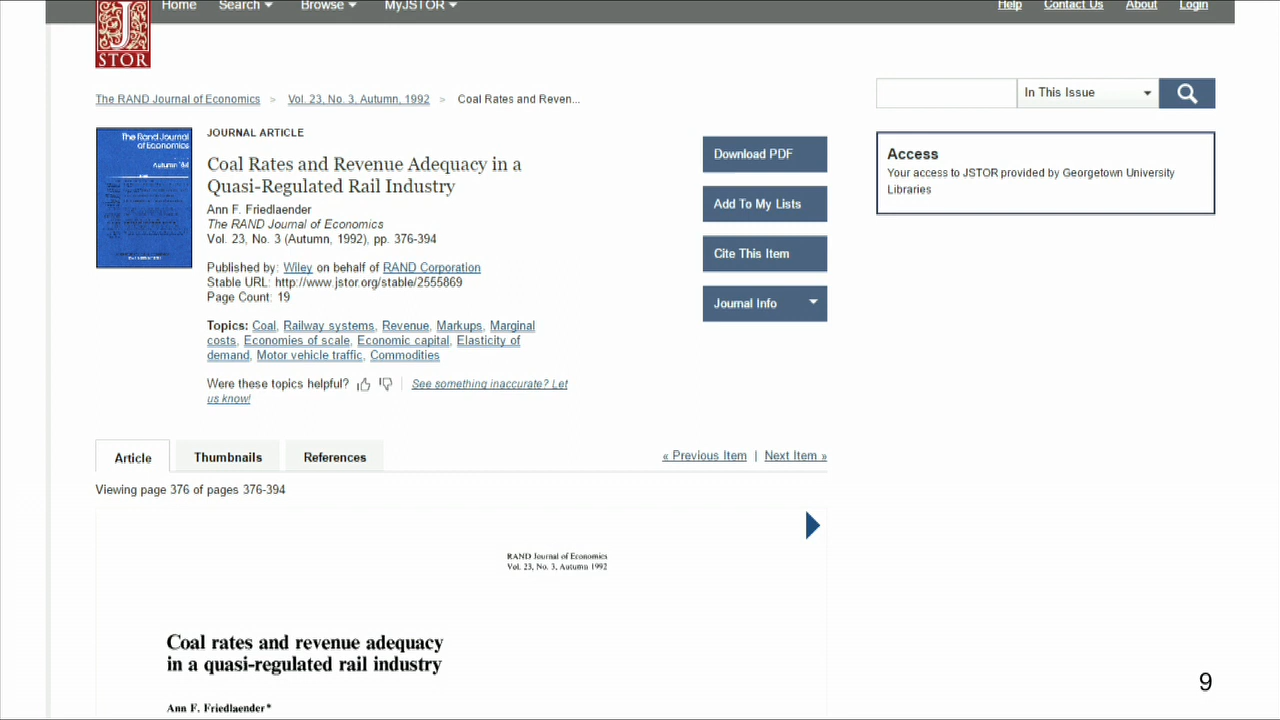 Home Search Browse MyJSTOR Help Contact Us About Login
J
STOR
The RAND Journal of Economics > Vol. 23, No. 3, Autumn, 1992 > Coal Rates and Reven...
In This Issue
The Rand Journal
of Economics
Autumn '84
JOURNAL ARTICLE
Coal Rates and Revenue Adequacy in a
Quasi-Regulated Rail Industry
Ann F. Friedlaender
The RAND Journal of Economics
Vol. 23, No. 3 (Autumn, 1992), pp. 376-394
Published by: Wiley on behalf of RAND Corporation
Stable URL: http://www.jstor.org/stable/2555869
Page Count: 19
Topics: Coal, Railway systems, Revenue, Markups, Marginal
costs, Economies of scale, Economic capital, Elasticity of
demand, Motor vehicle traffic, Commodities
Were these topics helpful? See something inaccurate? Let
us know!
Download PDF
Add To My Lists
Cite This Item
Journal Info
Access
Your access to JSTOR provided by Georgetown University
Libraries
Article Thumbnails References
« Previous Item | Next Item »
Viewing page 376 of pages 376-394
RAND Journal of Economics
Vol. 23, No. 3, Autumn 1992
Coal rates and revenue adequacy
in a quasi-regulated rail industry
Ann F. Friedlaender*
9